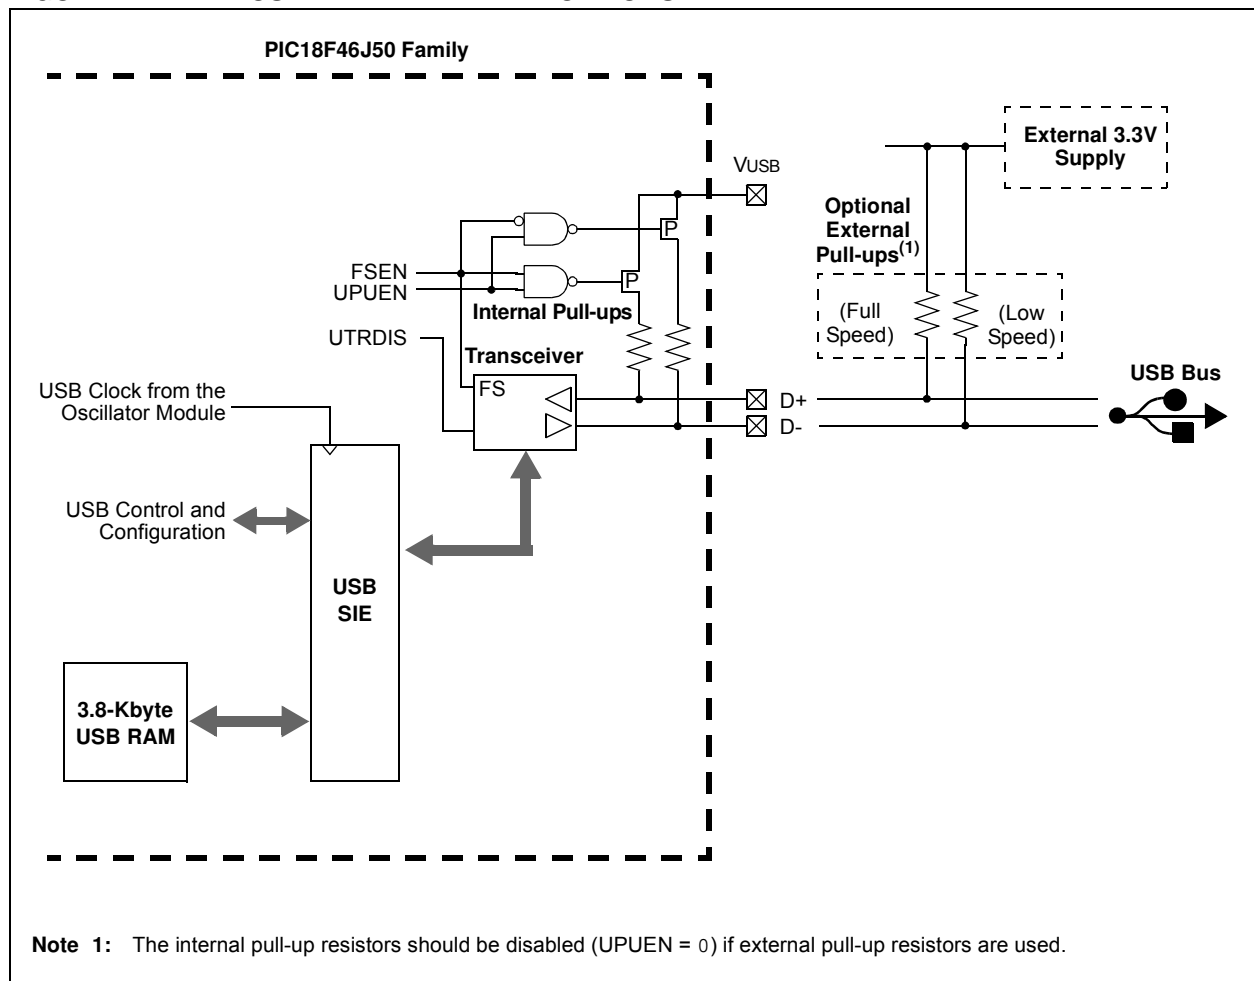 PIC18F46J50 Family
External 3.3V
Supply
VUSB
Optional
External
Pull-ups(1)
P
P
FSEN
UPUEN
Internal Pull-ups
(Full
Speed)
(Low
Speed)
UTRDIS
Transceiver
FS
USB Clock from the
Oscillator Module
D+
D-
USB Bus
USB Control and
Configuration
USB
SIE
3.8-Kbyte
USB RAM
Note 1: The internal pull-up resistors should be disabled (UPUEN = 0) if external pull-up resistors are used.